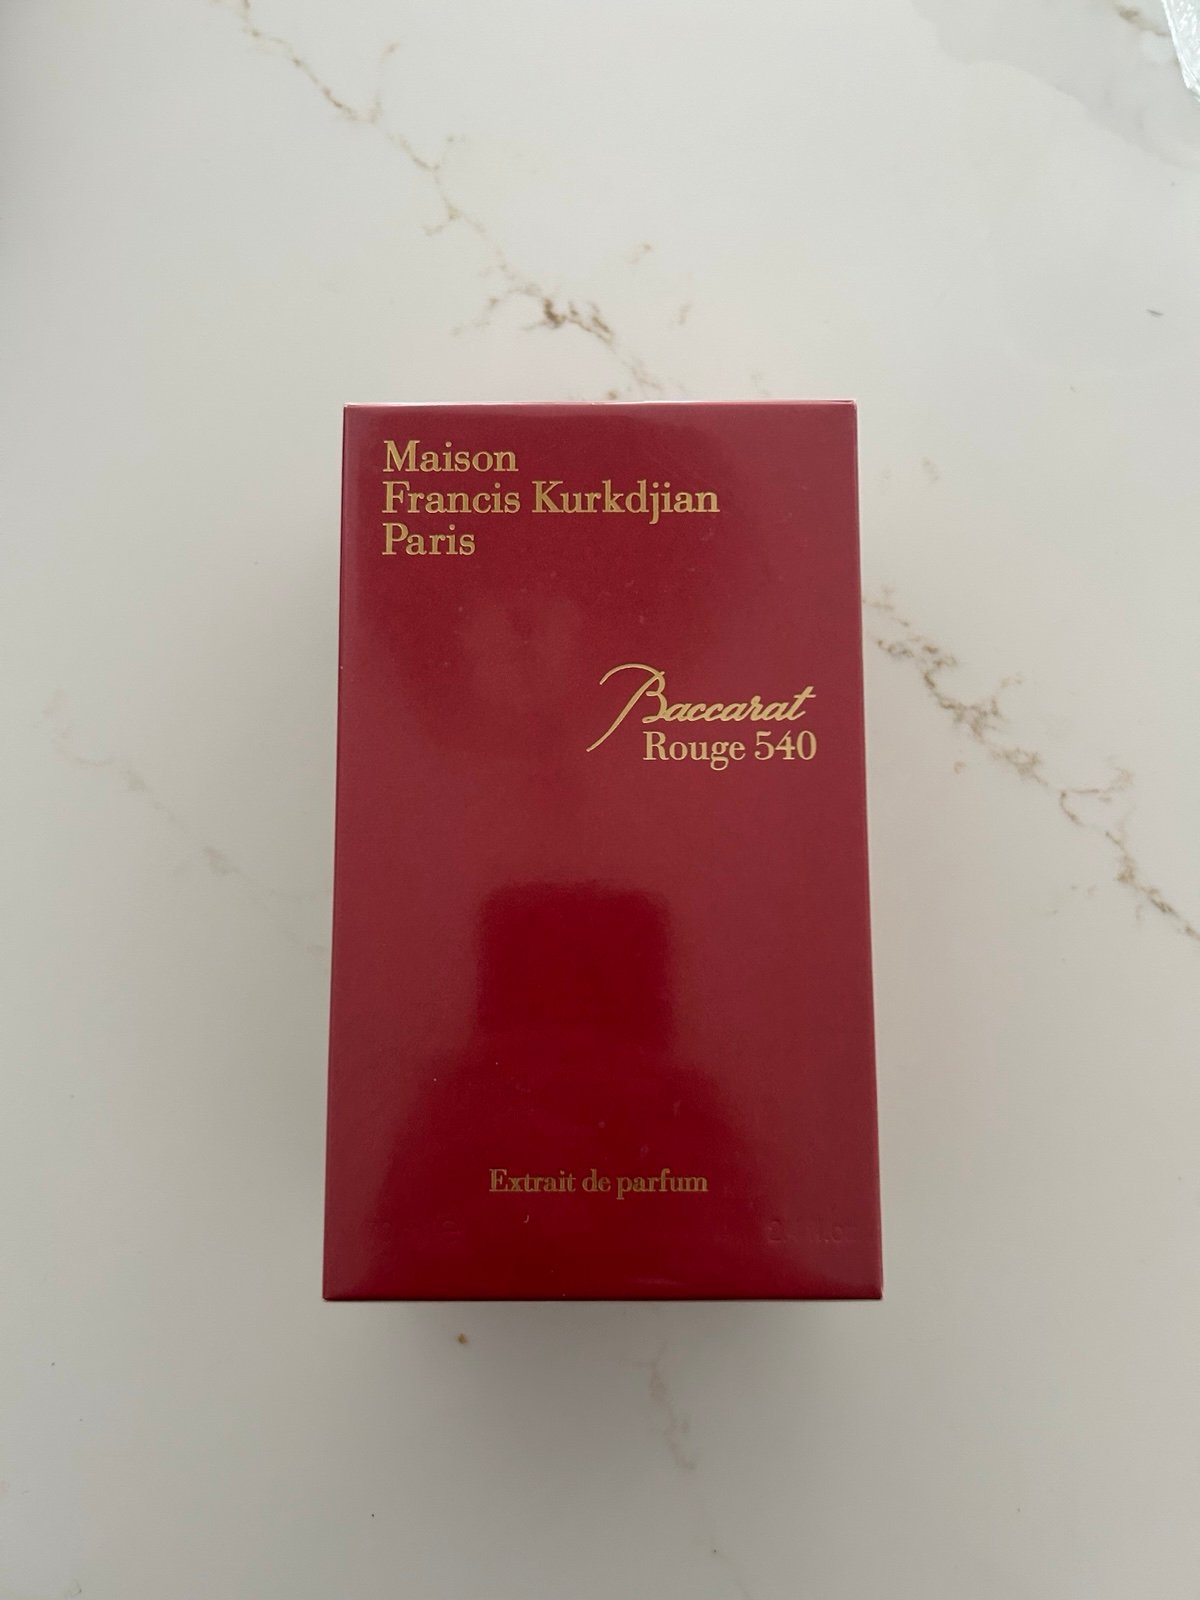 Maison
Francis Kurkdjian
Paris
Baccarat
Rouge 540
Extrait de parfum